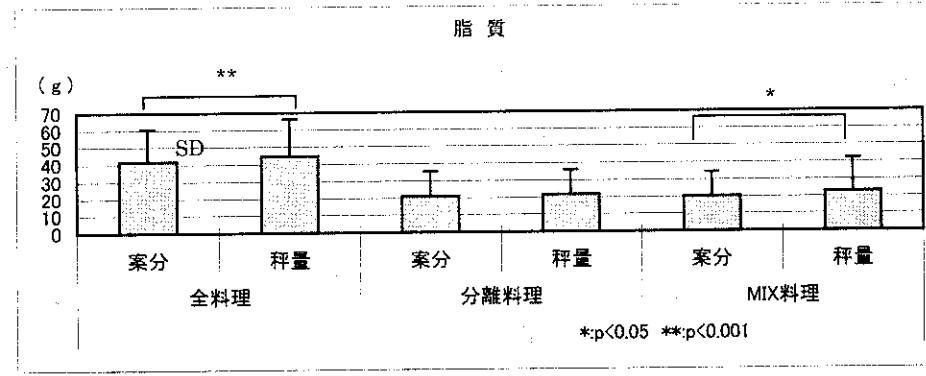 脂 質
(g)
**
*
70
60
50
40
30
20
10
0
SD
案分 秤量 案分 秤量 案分 秤量
全料理 分離料理 MIX料理
*:p<0.05 **:p<0.001